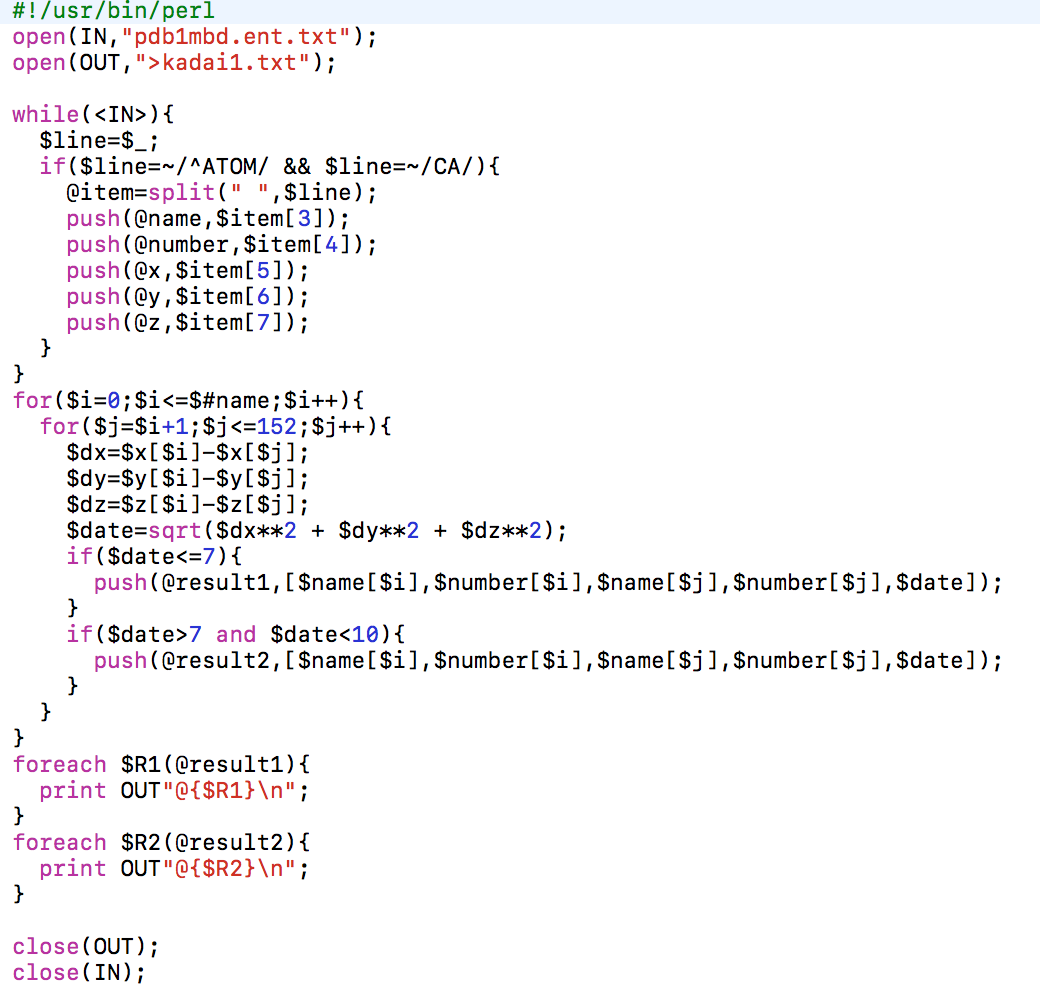 #!/usr/bin/perl
open(IN,"pdb1mbd.ent.txt");
open(OUT,">kadai1.txt");

while(<IN>){
  $line=$_;
  if($line=~/^ATOM/ && $line=~/CA/){
    @item=split(" ",$line);
    push(@name,$item[3]);
    push(@number,$item[4]);
    push(@x,$item[5]);
    push(@y,$item[6]);
    push(@z,$item[7]);
  }
}
for($i=0;$i<=$#name;$i++){
  for($j=$i+1;$j<=152;$j++){
    $dx=$x[$i]-$x[$j];
    $dy=$y[$i]-$y[$j];
    $dz=$z[$i]-$z[$j];
    $date=sqrt($dx**2 + $dy**2 + $dz**2);
    if($date<=7){
      push(@result1,[$name[$i],$number[$i],$name[$j],$number[$j],$date]);
    }
    if($date>7 and $date<10){
      push(@result2,[$name[$i],$number[$i],$name[$j],$number[$j],$date]);
    }
  }
}
foreach $R1(@result1){
  print OUT"@{$R1}\n";
}
foreach $R2(@result2){
  print OUT"@{$R2}\n";
}

close(OUT);
close(IN);